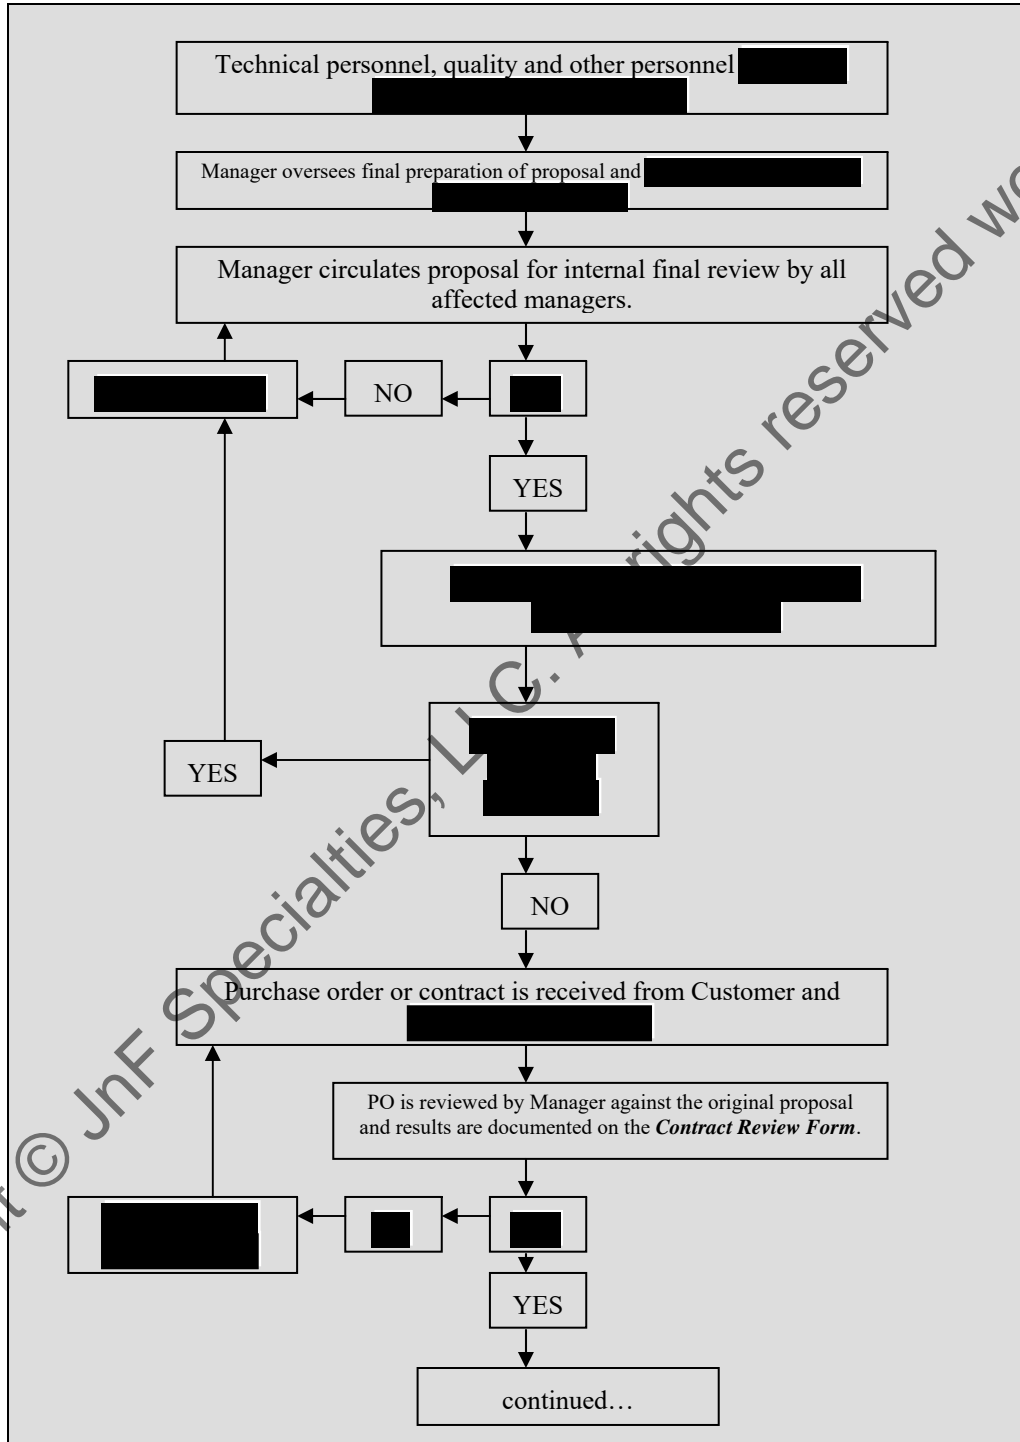 Technical personnel, quality and other personnel
Manager oversees final preparation of proposal and
Manager circulates proposal for internal final review by all
affected managers.
NO
YES
YES
NO
Purchase order or contract is received from Customer and
PO is reviewed by Manager against the original proposal
and results are documented on the Contract Review Form.
YES
continued…
© JnF Specialties, LLC. All rights reserved